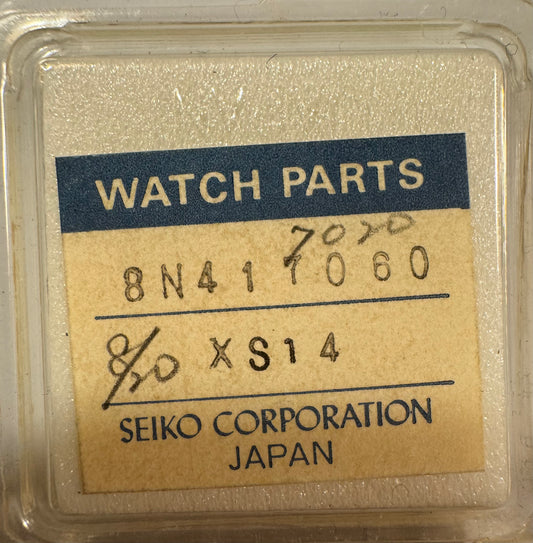 WATCH PARTS
7020
8N411060
8/20 XS14
SEIKO CORPORATION
JAPAN